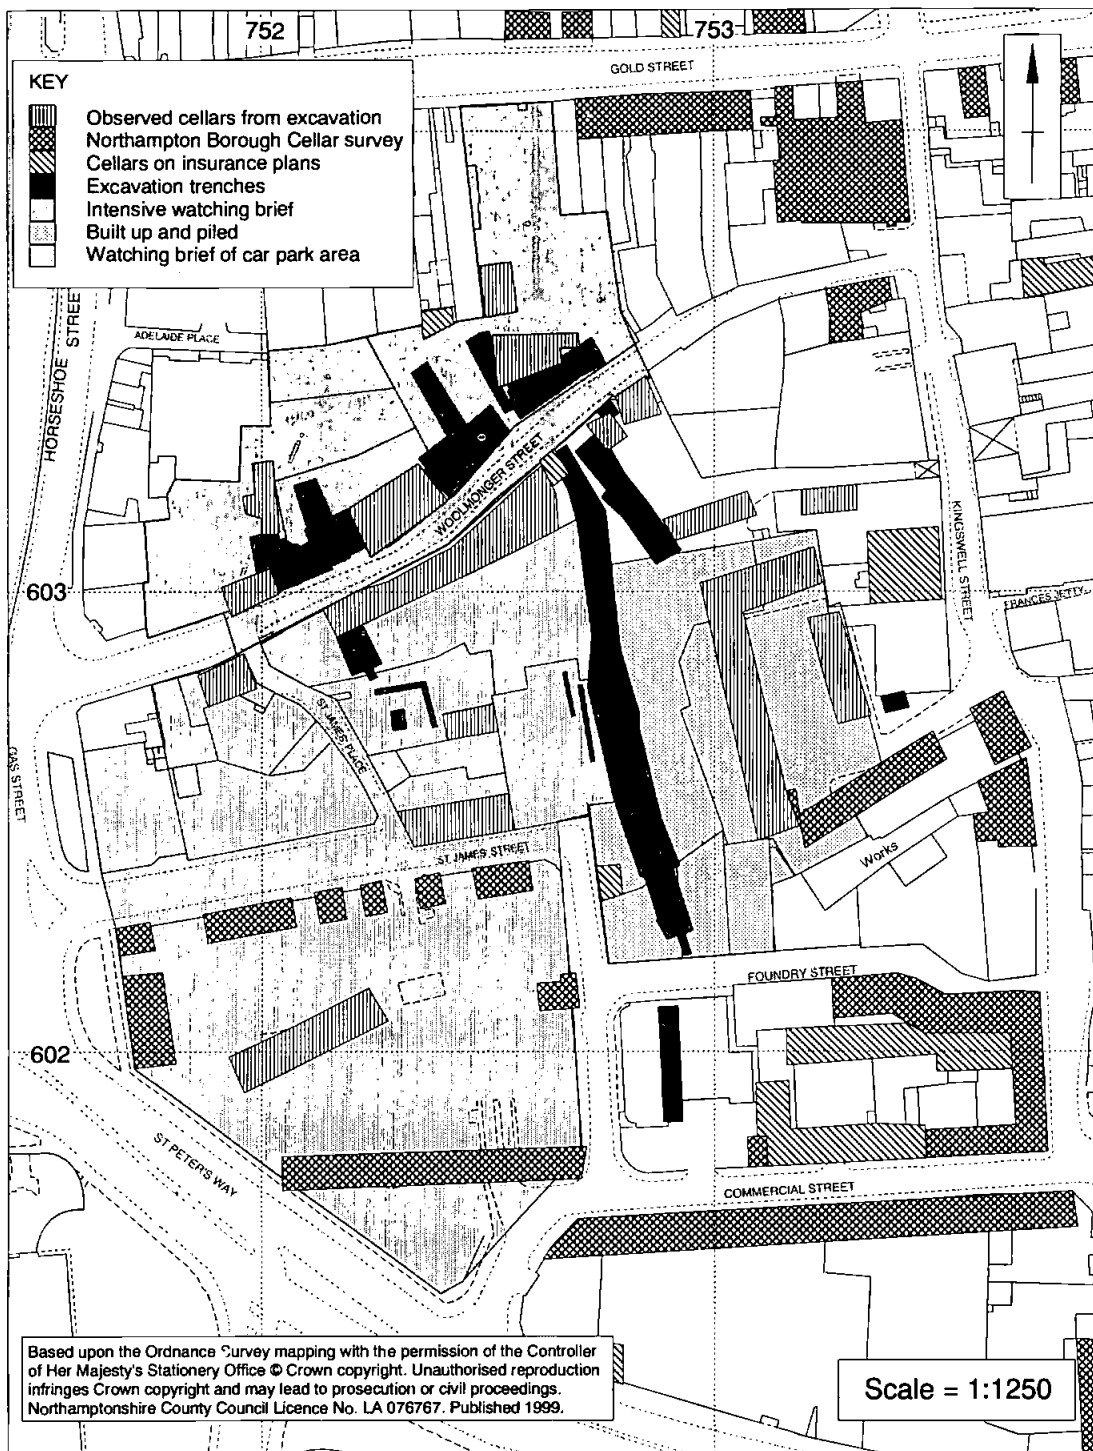 752
753
GOLD STREET
KEY
Observed cellars from excavation
Northampton Borough Cellar survey
Cellars on insurance plans
Excavation trenches
Intensive watching brief
Built up and piled
Watching brief of car park area
HORSESHOE STREET
ADELAIDE PLACE
WOOLMONGER STREET
KINGSWELL STREET
603
FRANCES JETTY
ST JAMES PLACE
GAS STREET
ST JAMES STREET
Works
FOUNDRY STREET
602
ST PETER'S WAY
COMMERCIAL STREET
Based upon the Ordnance Survey mapping with the permission of the Controller
of Her Majesty's Stationery Office © Crown copyright. Unauthorised reproduction
infringes Crown copyright and may lead to prosecution or civil proceedings.
Northamptonshire County Council Licence No. LA 076767. Published 1999.
Scale = 1:1250